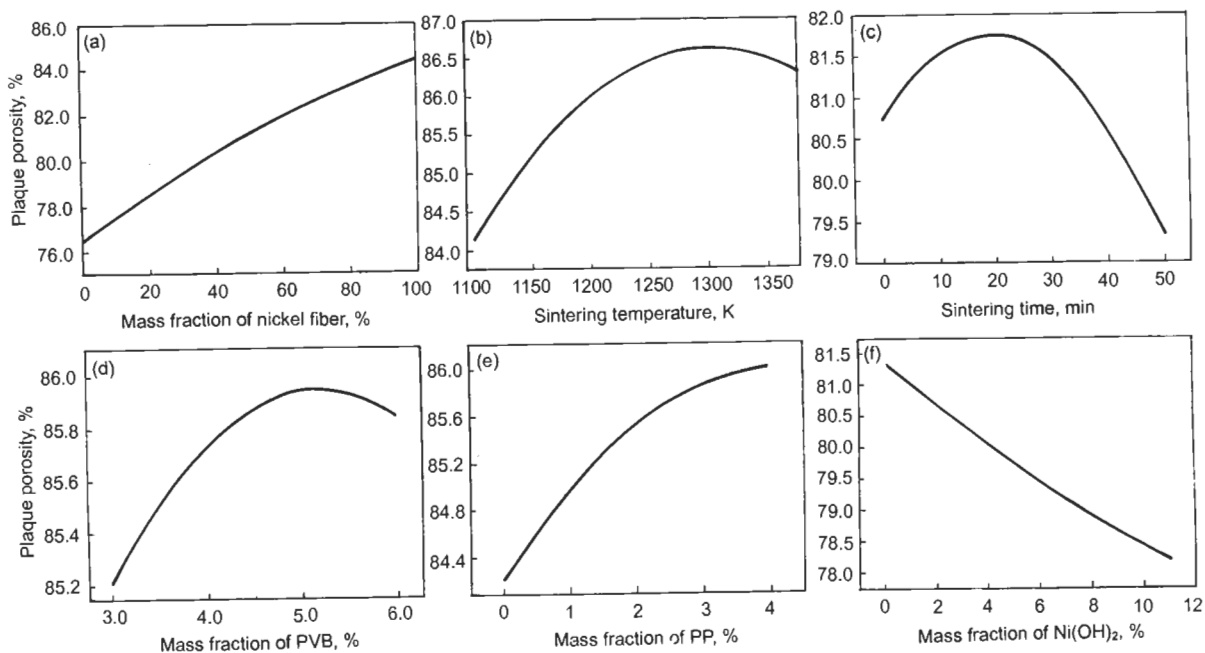 (a)
86.0
84.0
82.0
80.0
78.0
76.0
Plaque porosity, %
0 20 40 60 80 100
Mass fraction of nickel fiber, %
(b)
87.0
86.5
86.0
85.5
85.0
84.5
84.0
1100 1150 1200 1250 1300 1350
Sintering temperature, K
(c)
82.0
81.5
81.0
80.5
80.0
79.5
79.0
0 10 20 30 40 50
Sintering time, min
(d)
86.0
85.8
85.6
85.4
85.2
Plaque porosity, %
3.0 4.0 5.0 6.0
Mass fraction of PVB, %
(e)
86.0
85.6
85.2
84.8
84.4
0 1 2 3 4
Mass fraction of PP, %
(f)
81.5
81.0
80.5
80.0
79.5
79.0
78.5
78.0
0 2 4 6 8 10 12
Mass fraction of Ni(OH)₂, %